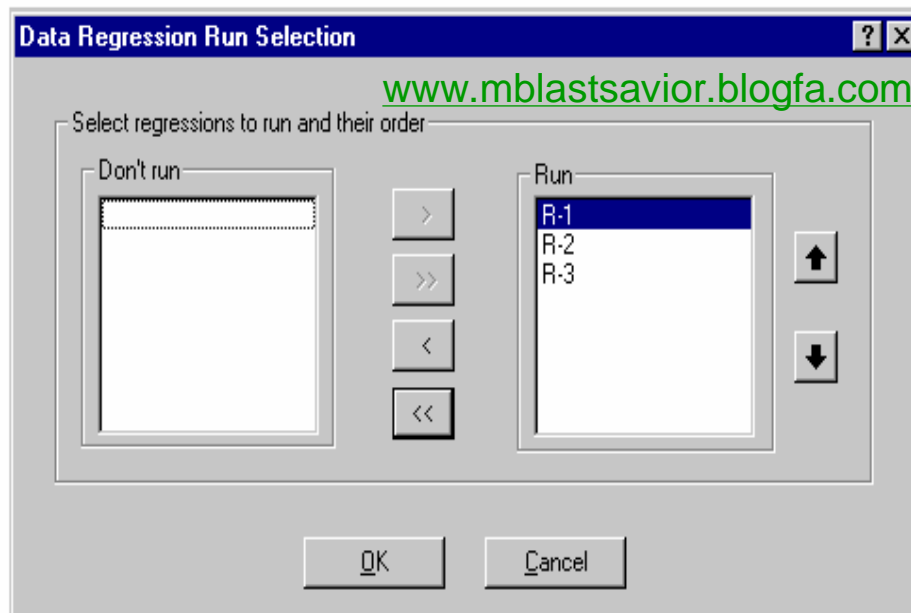 Data Regression Run Selection
? X
www.mblastsavior.blogfa.com
Select regressions to run and their order
Don't run
Run
>
>>
<
<<
R-1
R-2
R-3
OK
Cancel